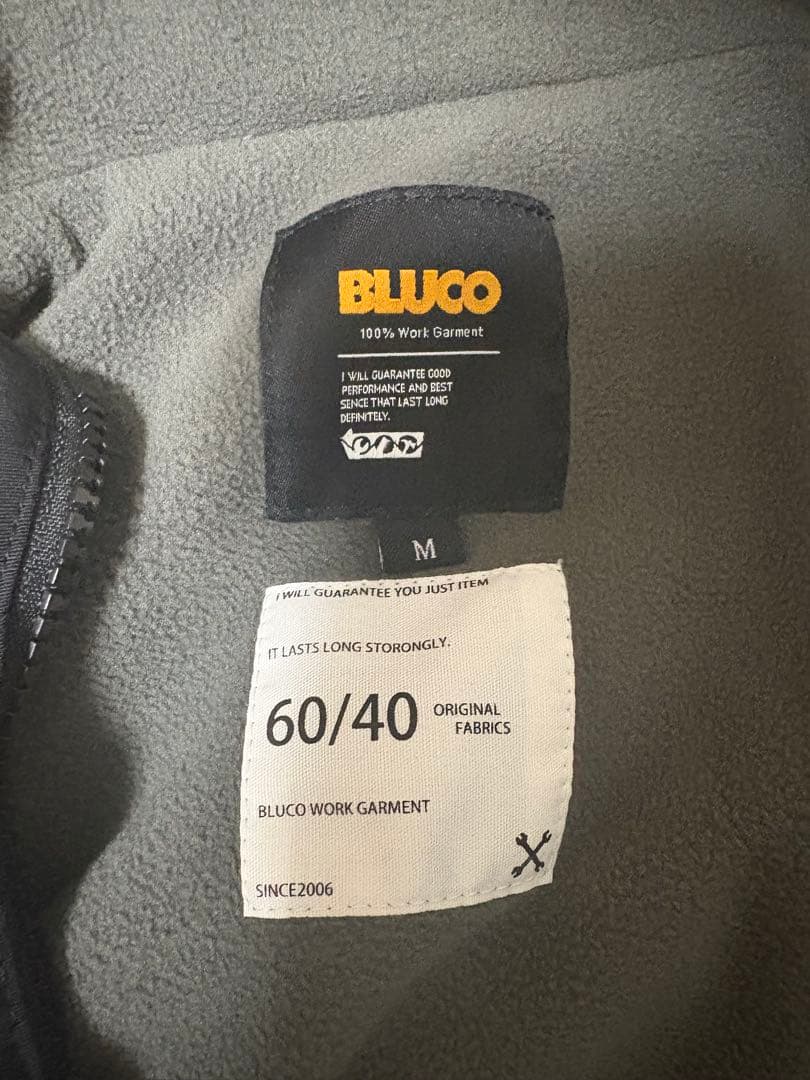 BLUCO
100% Work Garment
I WILL GUARANTEE GOOD
PERFORMANCE AND BEST
SENCE THAT LAST LONG
DEFINITELY.
M
I WILL GUARANTEE YOU JUST ITEM
IT LASTS LONG STORONGLY.
60/40 ORIGINAL
FABRICS
BLUCO WORK GARMENT
SINCE2006